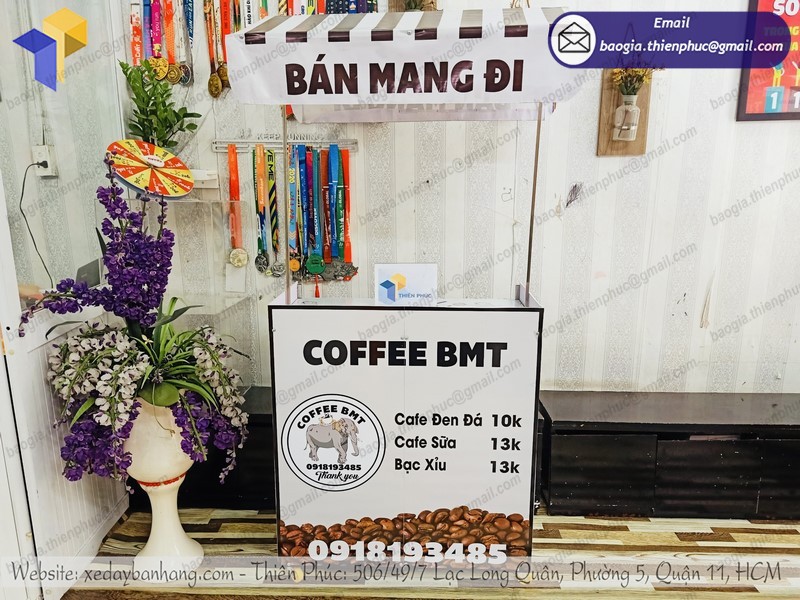 Email
baogia.thienphuc@gmail.com
BÁN MANG ĐI
THIÊN PHÚC
COFFEE BMT
COFFEE BMT
0918193485
Thank you
Cafe Đen Đá 10k
Cafe Sữa 13k
Bạc Xỉu 13k
0918193485
Website: xedaybanhang.com - Thiên Phúc: 506/49/7 Lạc Long Quân, Phường 5, Quận 11, HCM